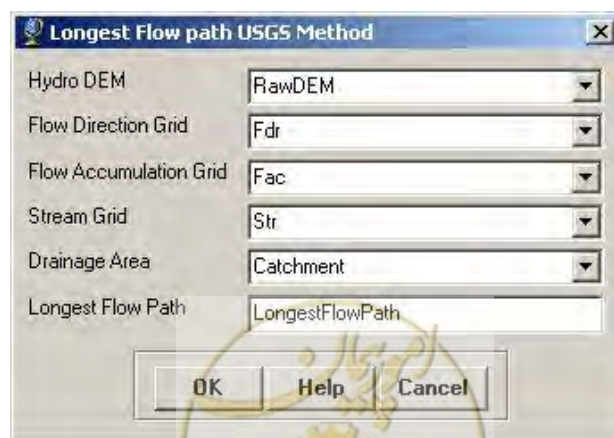 Longest Flow path USGS Method
Hydro DEM
RawDEM
Flow Direction Grid
Fdr
Flow Accumulation Grid
Fac
Stream Grid
Str
Drainage Area
Catchment
Longest Flow Path
LongestFlowPath
OK Help Cancel